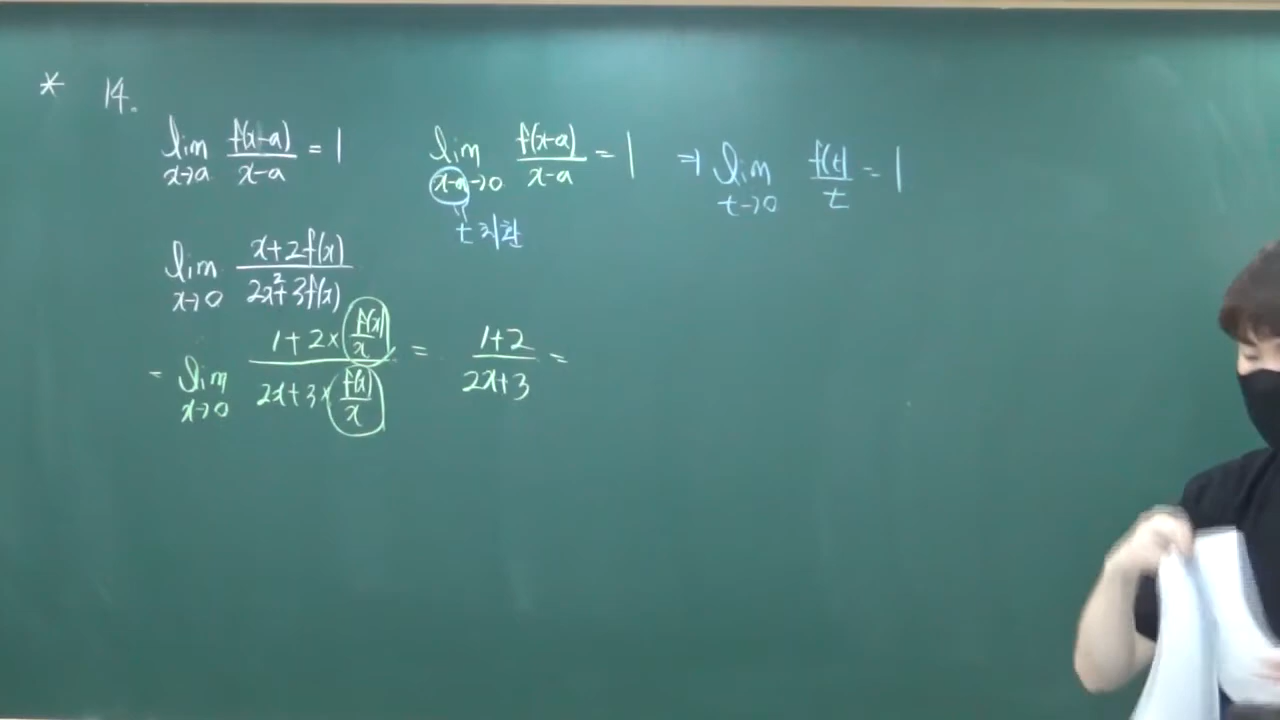 * 14.
lim x→a f(x-a)/x-a = 1
lim x-a→0 f(x-a)/x-a = 1 ⇒ lim t→0 f(t)/t = 1
t 치환
lim x→0 x+2f(x)/2x²+3f(x)
= lim x→0 1+2×f(x)/x / 2x+3×f(x)/x = 1+2/2x+3 =